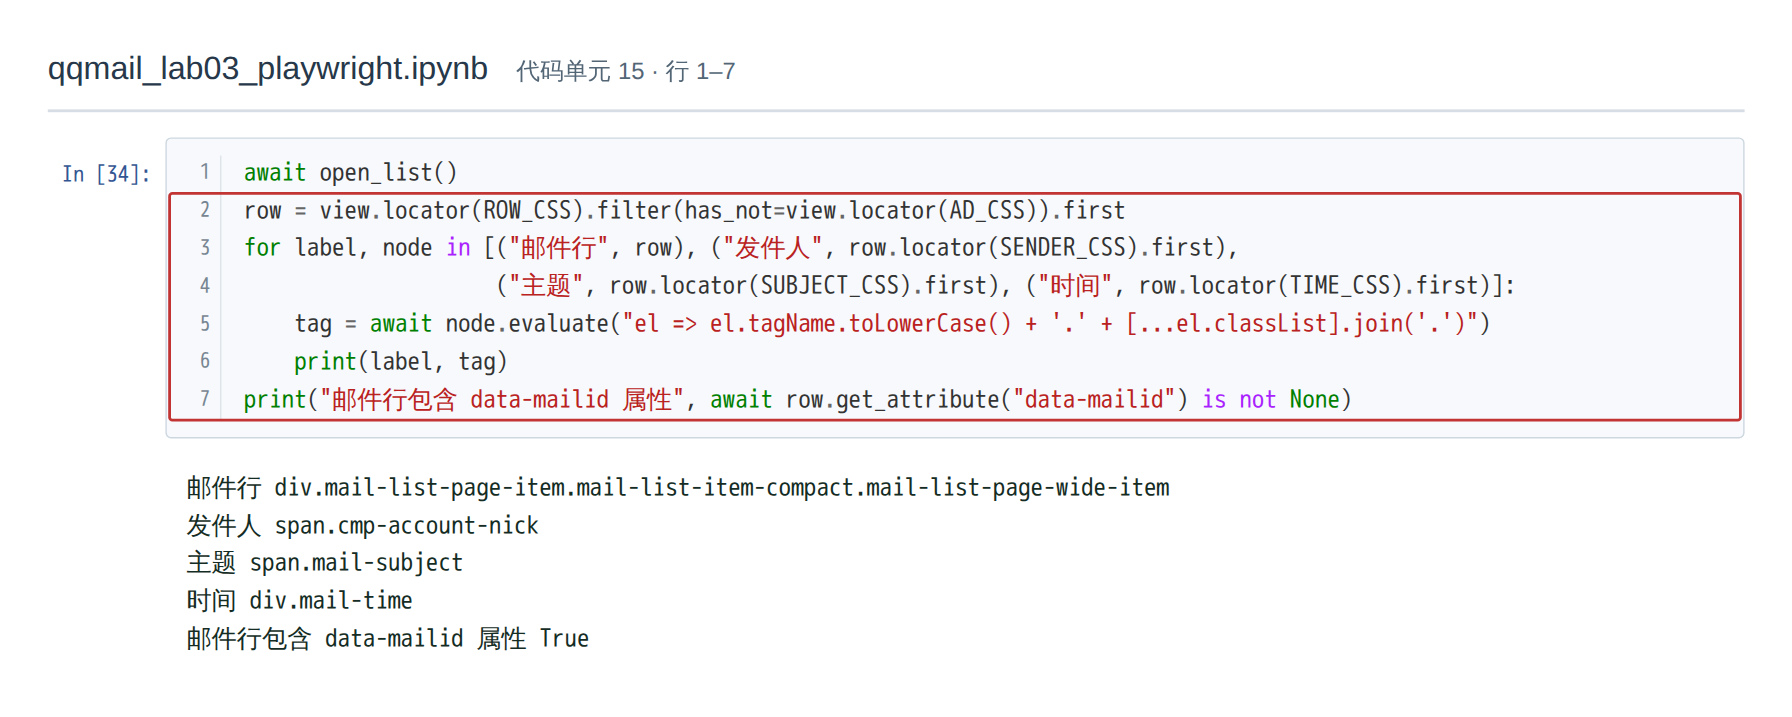 qqmail_lab03_playwright.ipynb 代码单元 15 · 行 1–7
In [34]:
1 await open_list()
2 row = view.locator(ROW_CSS).filter(has_not=view.locator(AD_CSS)).first
3 for label, node in [("邮件行", row), ("发件人", row.locator(SENDER_CSS).first),
4                     ("主题", row.locator(SUBJECT_CSS).first), ("时间", row.locator(TIME_CSS).first)]:
5     tag = await node.evaluate("el => el.tagName.toLowerCase() + '.' + [...el.classList].join('.')")
6     print(label, tag)
7 print("邮件行包含 data-mailid 属性", await row.get_attribute("data-mailid") is not None)
邮件行 div.mail-list-page-item.mail-list-item-compact.mail-list-page-wide-item
发件人 span.cmp-account-nick
主题 span.mail-subject
时间 div.mail-time
邮件行包含 data-mailid 属性 True